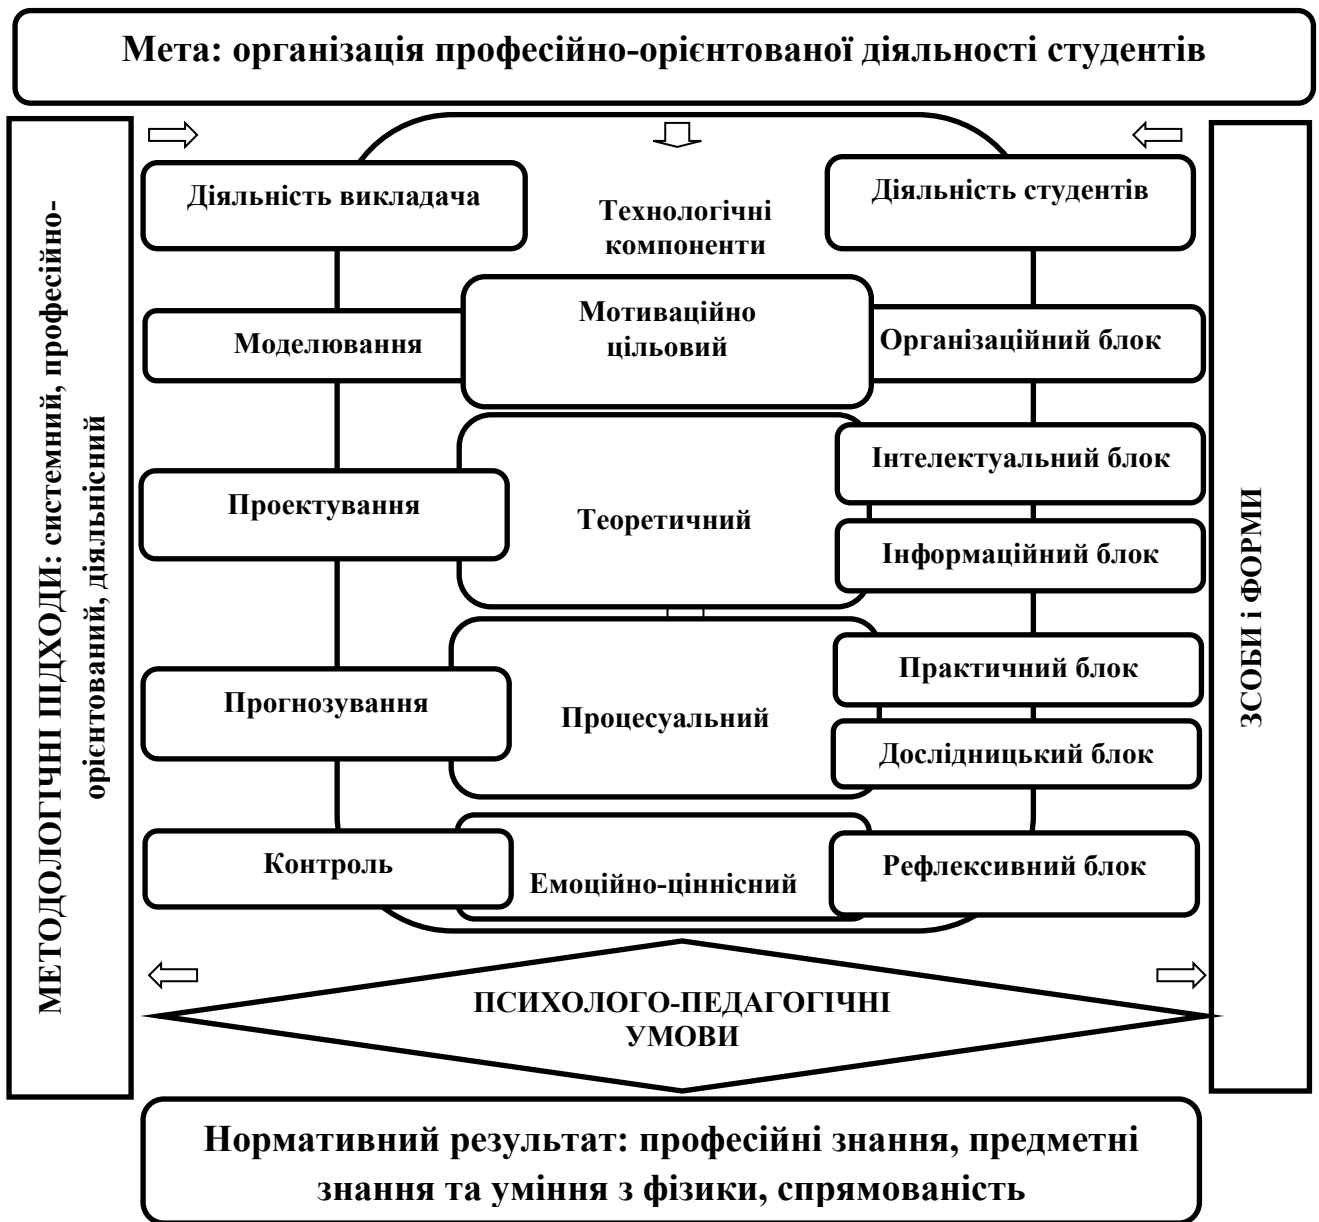 Мета: організація професійно-орієнтованої діяльності студентів
МЕТОДОЛОГІЧНІ ПІДХОДИ: системний, професійно-
орієнтований, діяльнісний
Діяльність викладача
Технологічні
компоненти
Діяльність студентів
Моделювання
Мотиваційно
цільовий
Організаційний блок
Проектування
Теоретичний
Інтелектуальний блок
Інформаційний блок
Прогнозування
Процесуальний
Практичний блок
Дослідницький блок
Контроль
Емоційно-ціннісний
Рефлексивний блок
ЗСОБИ і ФОРМИ
ПСИХОЛОГО-ПЕДАГОГІЧНІ
УМОВИ
Нормативний результат: професійні знання, предметні
знання та уміння з фізики, спрямованість